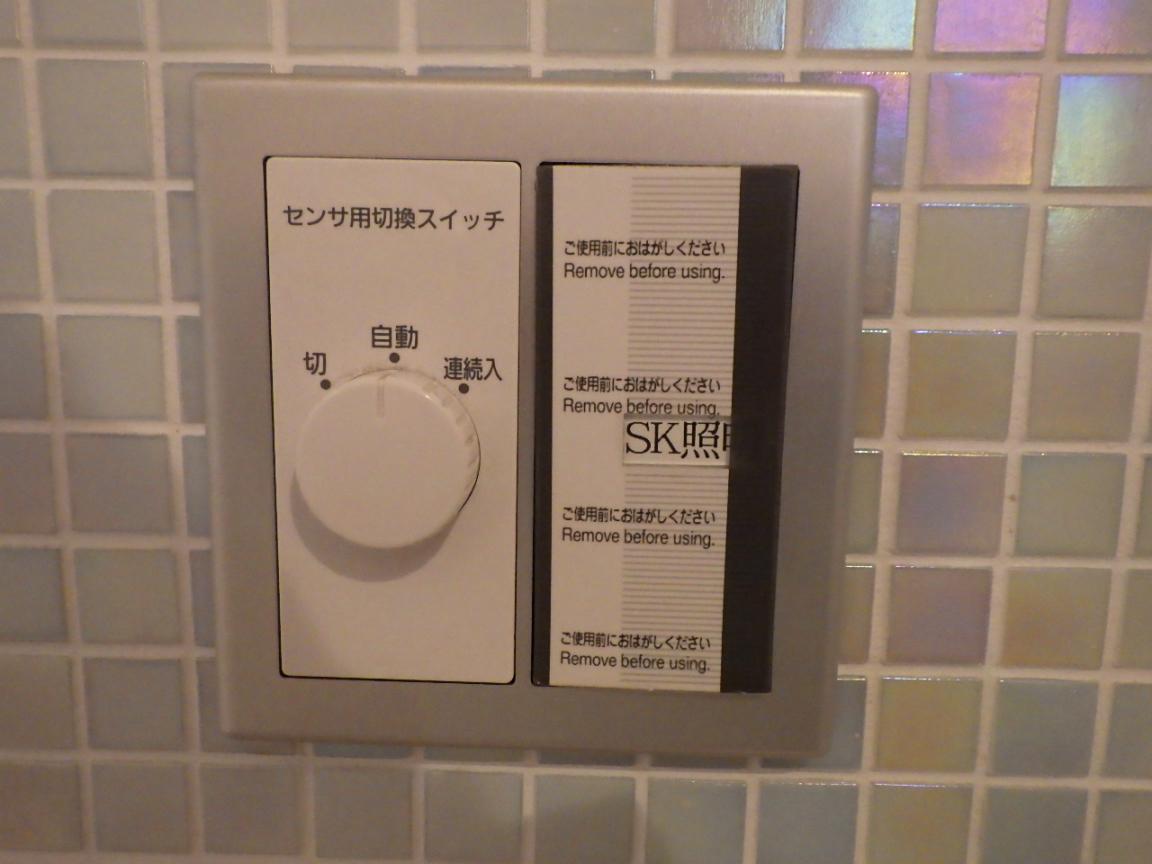 センサ用切換スイッチ
自動
切
連続入
ご使用前におはがしください
Remove before using.
ご使用前におはがしください
Remove before using.
SK照
ご使用前におはがしください
Remove before using.
ご使用前におはがしください
Remove before using.